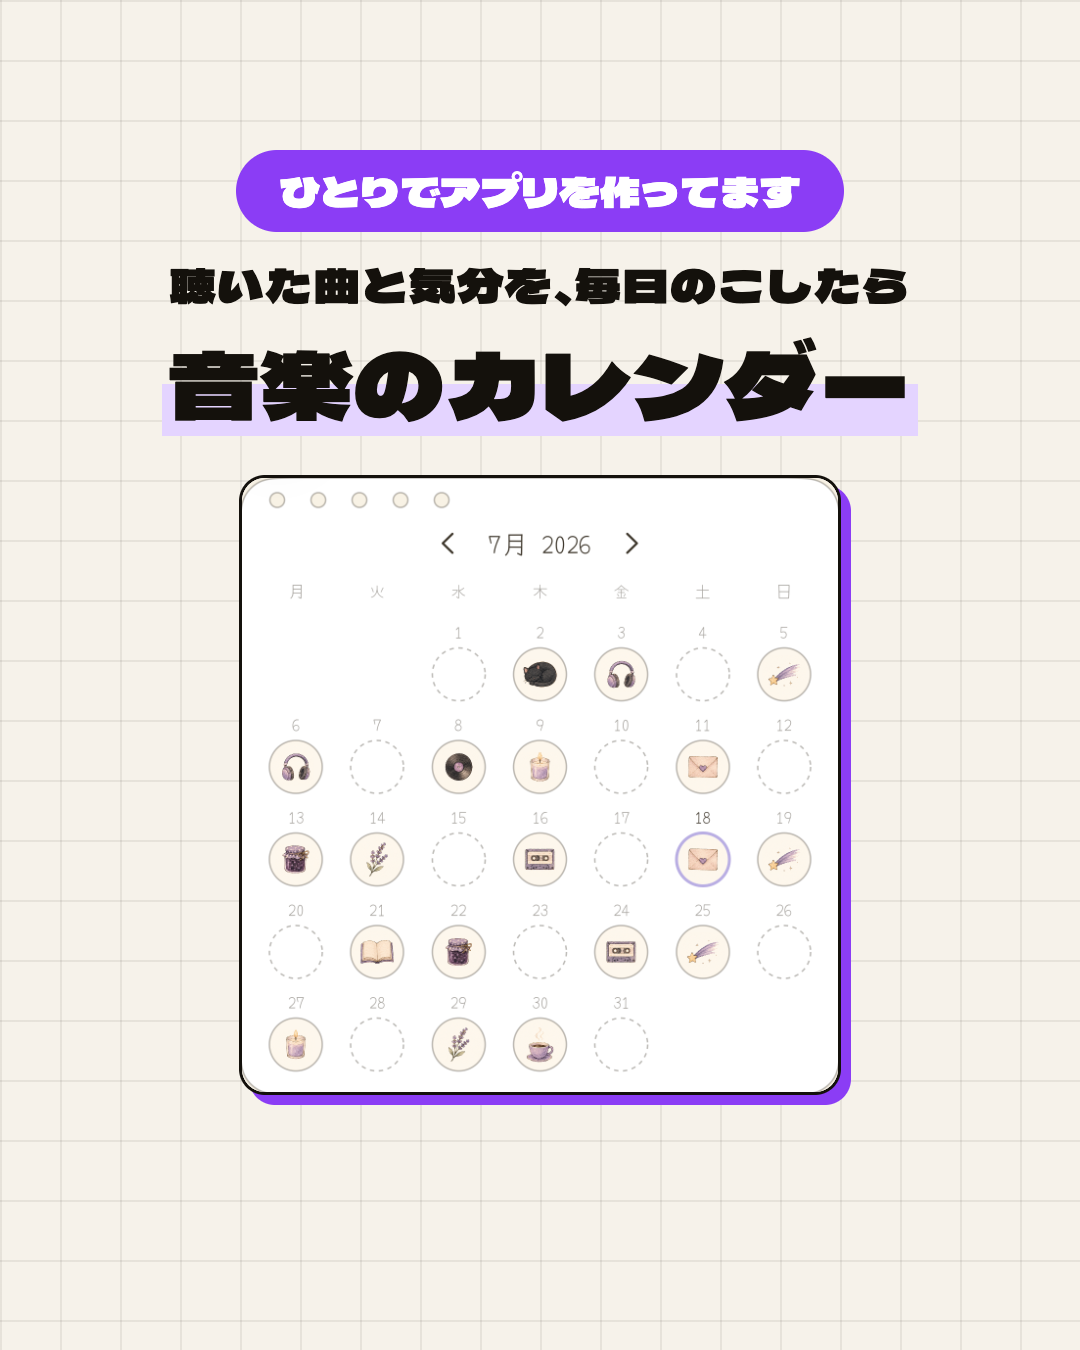 ひとりでアプリを作ってます
聴いた曲と気分を、毎日のこしたら
音楽のカレンダー
7月 2026
月 火 水 木 金 土 日
1 2 3 4 5
6 7 8 9 10 11 12
13 14 15 16 17 18 19
20 21 22 23 24 25 26
27 28 29 30 31